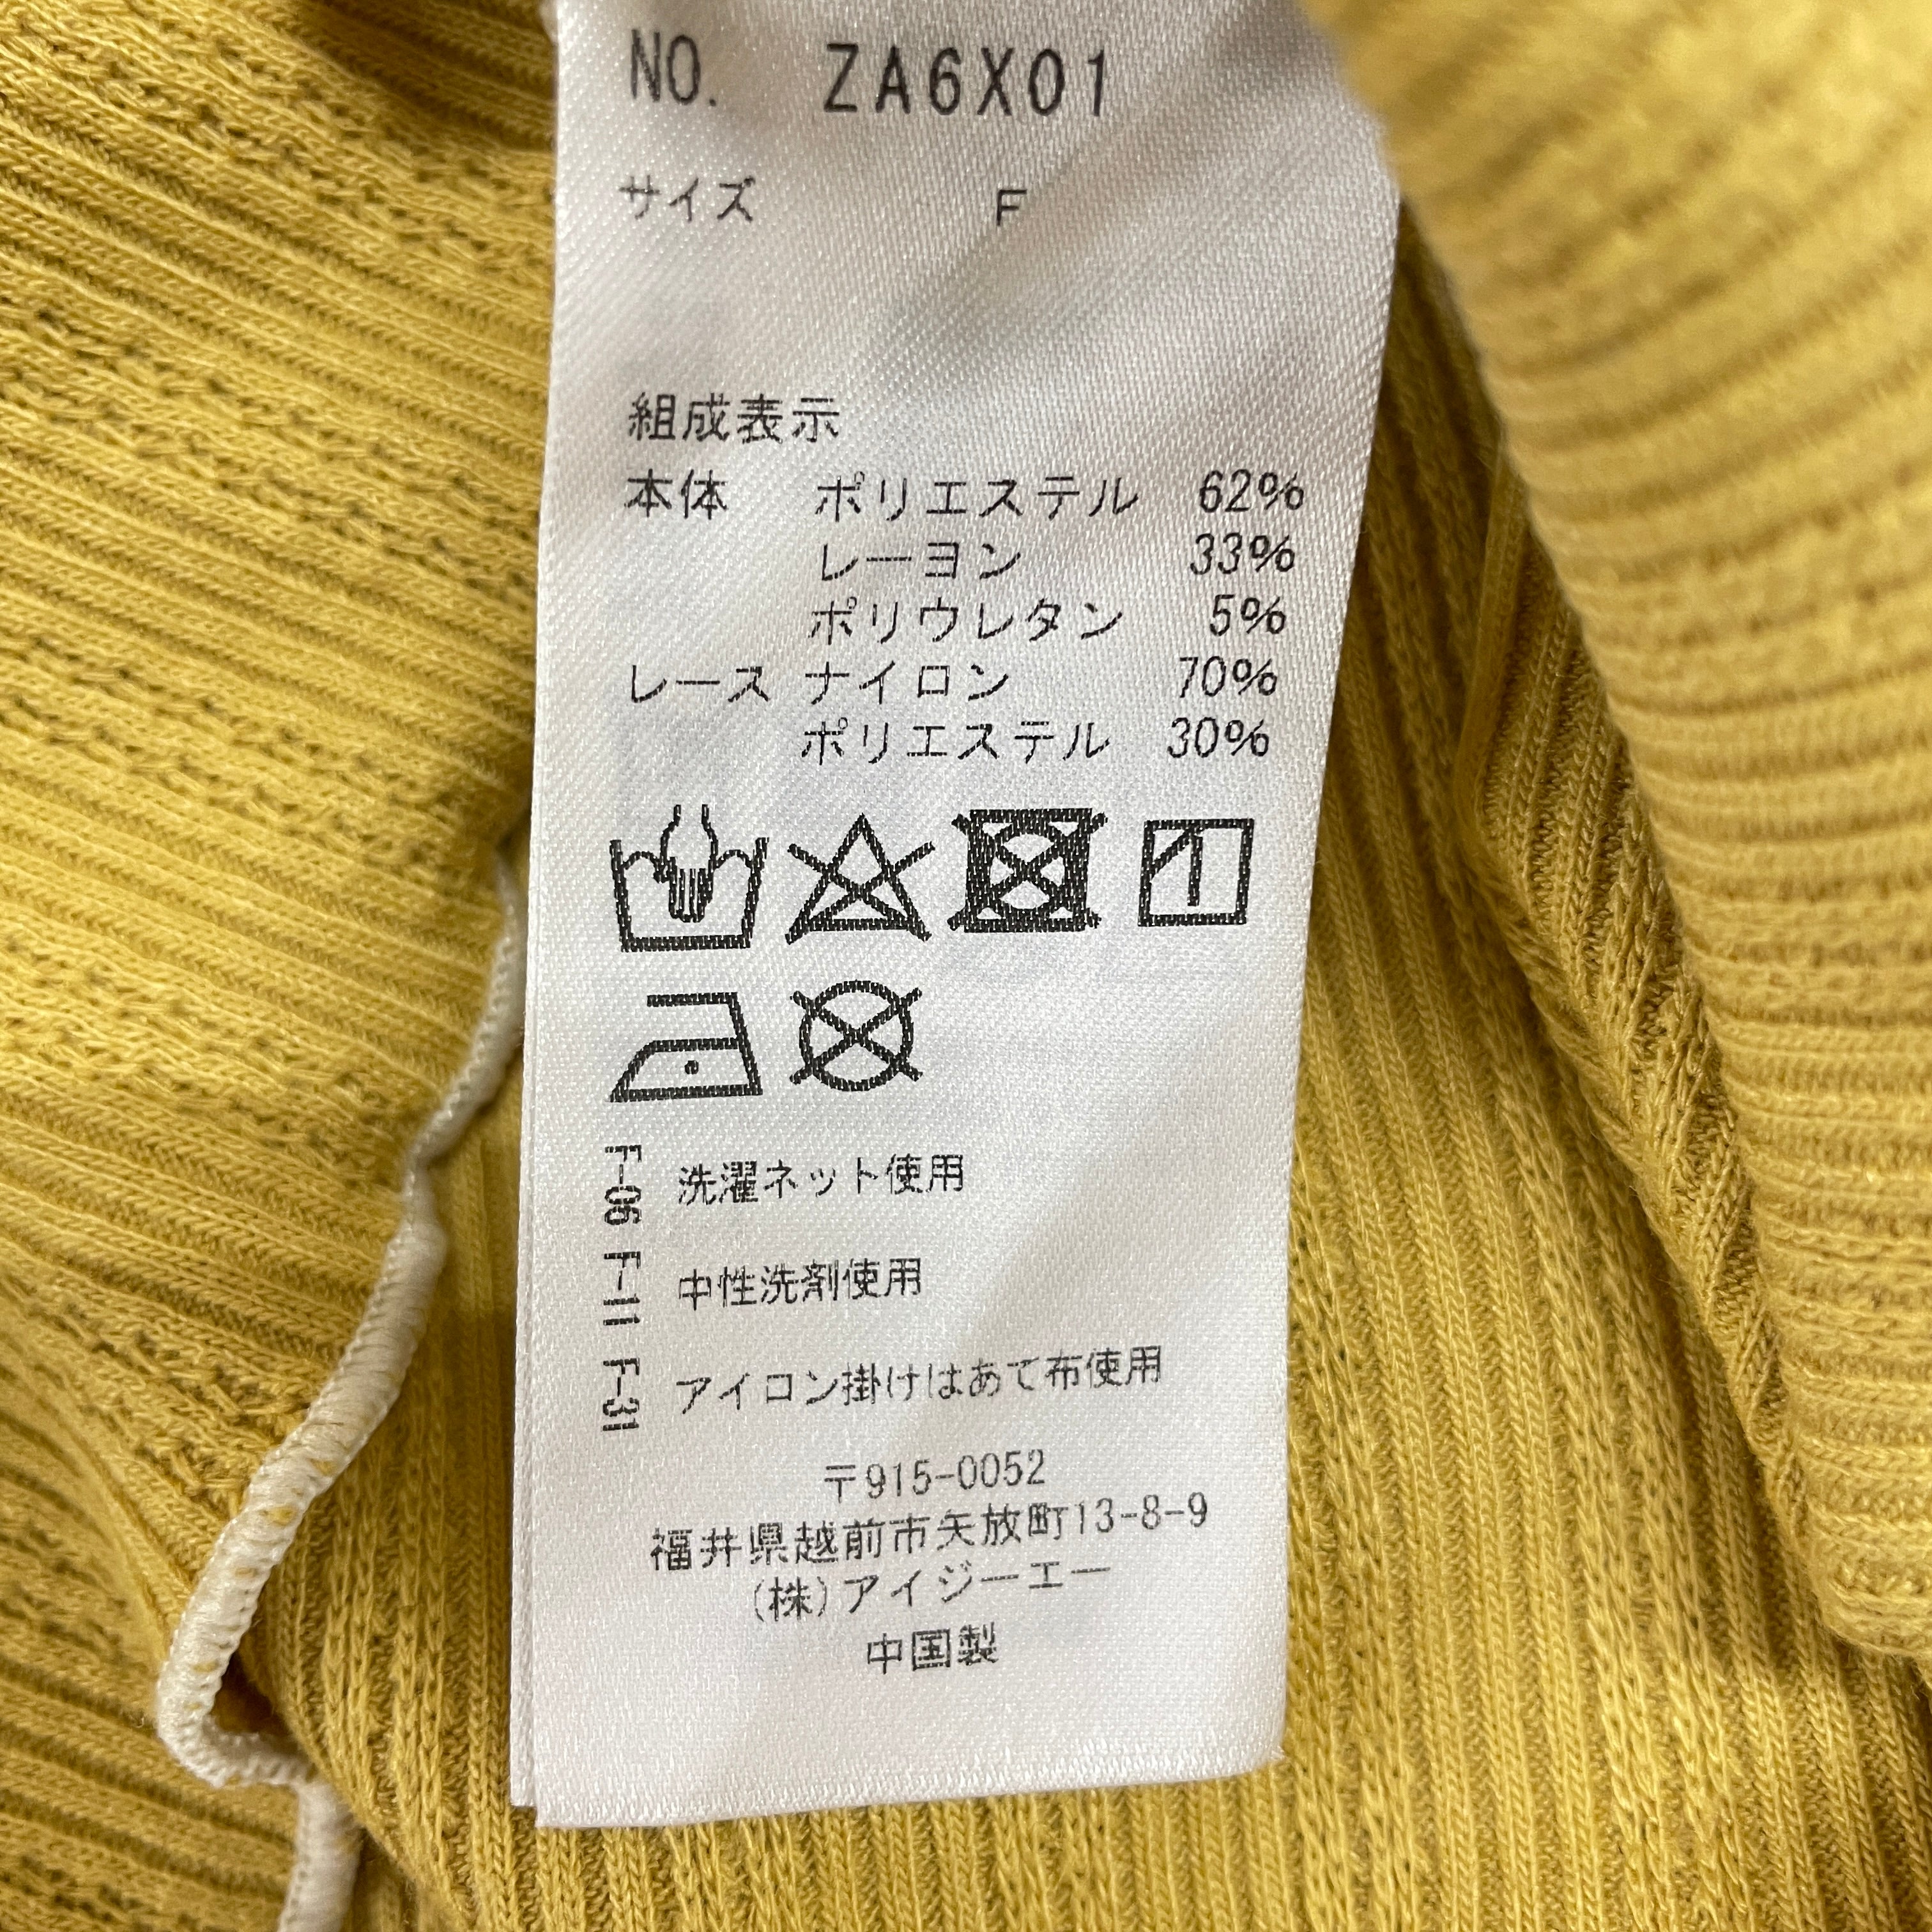 NO. ZA6X01
サイズ F
組成表示
本体 ポリエステル 62%
レーヨン 33%
ポリウレタン 5%
レース ナイロン 70%
ポリエステル 30%
F-06 洗濯ネット使用
F-11 中性洗剤使用
F-31 アイロン掛けはあて布使用
〒915-0052
福井県越前市矢放町13-8-9
(株)アイジーエー
中国製